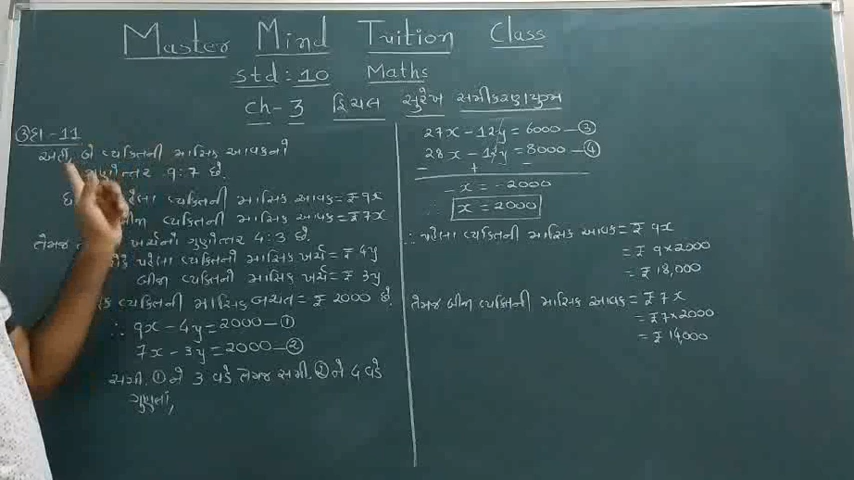 Master Mind Tuition Class
std : 10 Maths
ch - 3 દ્વિચલ સુરેખ સમીકરણયુગ્મ
ઉદા - 11
અહીં, બે વ્યક્તિની માસિક આવકનો
ગુણોત્તર 9 : 7 છે.
વ્યક્તિની માસિક આવક = ₹ 9x
વ્યક્તિની માસિક આવક = ₹ 7x
તેમજ ખર્ચનો ગુણોત્તર 4 : 3 છે.
પહેલા વ્યક્તિની માસિક ખર્ચ = ₹ 4y
બીજા વ્યક્તિની માસિક ખર્ચ = ₹ 3y
વ્યક્તિની માસિક બચત = ₹ 2000 છે.
∴ 9x - 4y = 2000 — ①
7x - 3y = 2000 — ②
સમી. ① ને 3 વડે તેમજ સમી. ② ને 4 વડે
ગુણતાં,
27x - 12y = 6000 — ③
28x - 12y = 8000 — ④
- + -
- x = - 2000
x = 2000
∴ પહેલા વ્યક્તિની માસિક આવક = ₹ 9x
= ₹ 9 × 2000
= ₹ 18,000
તેમજ બીજા વ્યક્તિની માસિક આવક = ₹ 7x
= ₹ 7 × 2000
= ₹ 14,000